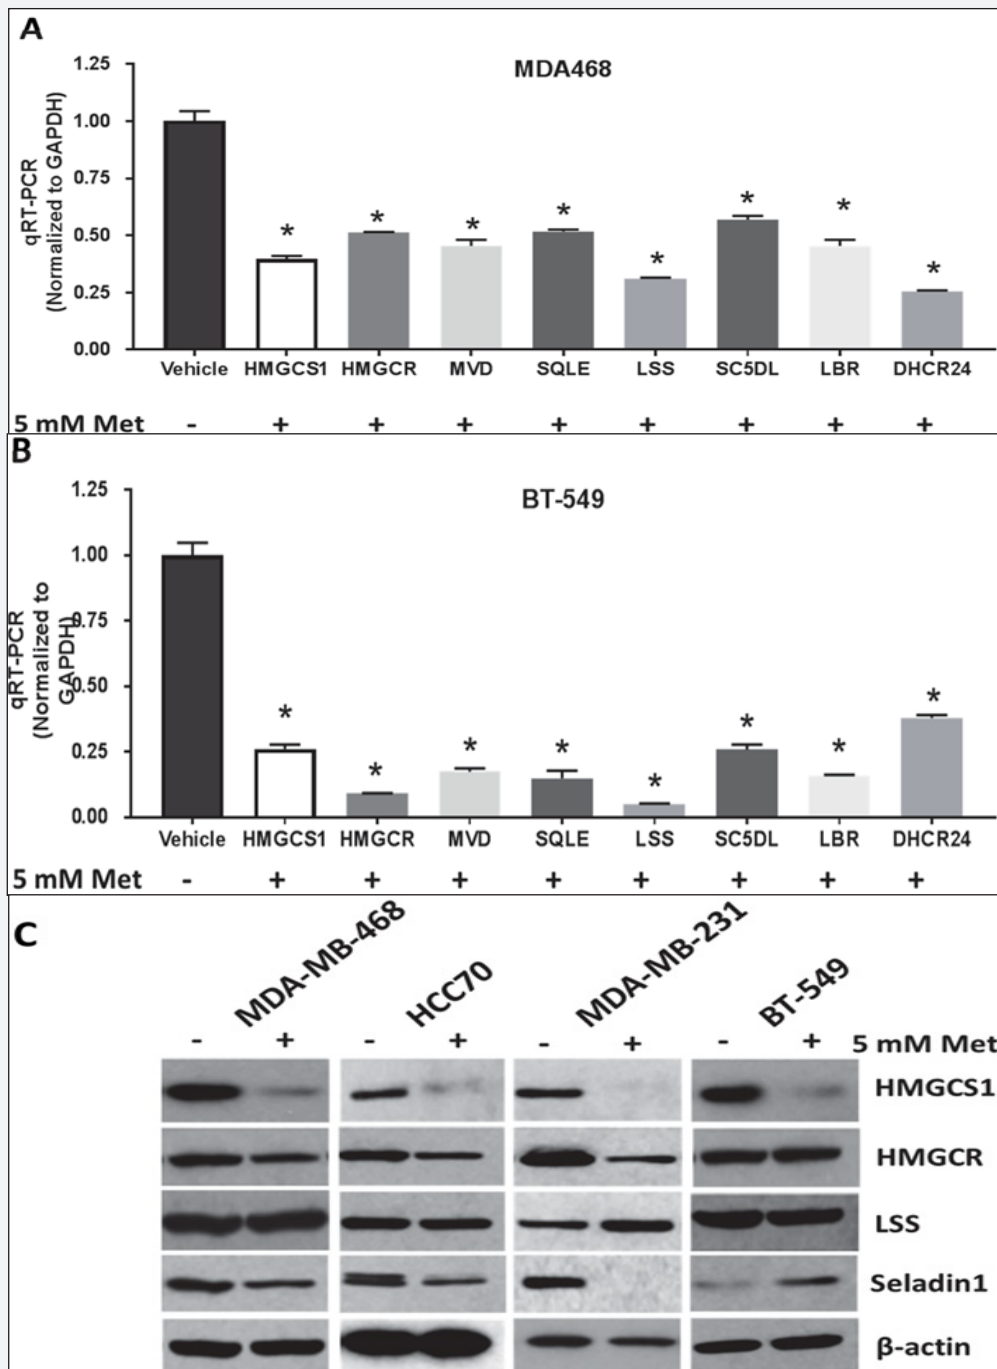 A
MDA468
qRT-PCR
(Normalized to GAPDH)
1.25
1.00
0.75
0.50
0.25
0.00
* * * * * * * *
Vehicle HMGCS1 HMGCR MVD SQLE LSS SC5DL LBR DHCR24
5 mM Met - + + + + + + + +
B
BT-549
qRT-PCR
(Normalized to
GAPDH)
1.25
1.00
0.75
0.50
0.25
0.00
* * * * * * * *
Vehicle HMGCS1 HMGCR MVD SQLE LSS SC5DL LBR DHCR24
5 mM Met - + + + + + + + +
C
MDA-MB-468 HCC70 MDA-MB-231 BT-549
- + - + - + - + 5 mM Met
HMGCS1
HMGCR
LSS
Seladin1
β-actin